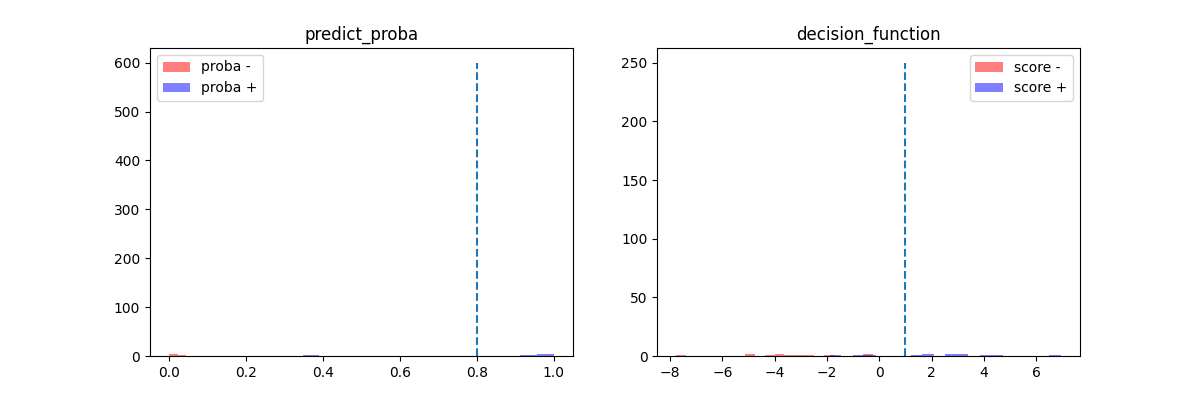 predict_proba
600
500
400
300
200
100
0
0.0 0.2 0.4 0.6 0.8 1.0
proba -
proba +
decision_function
250
200
150
100
50
0
−8 −6 −4 −2 0 2 4 6
score -
score +